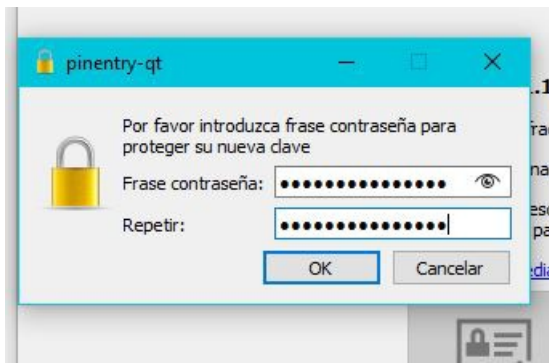 pinentry-qt
Por favor introduzca frase contraseña para
proteger su nueva clave
Frase contraseña: ●●●●●●●●●●●●●●●
Repetir: ●●●●●●●●●●●●●●●
OK Cancelar